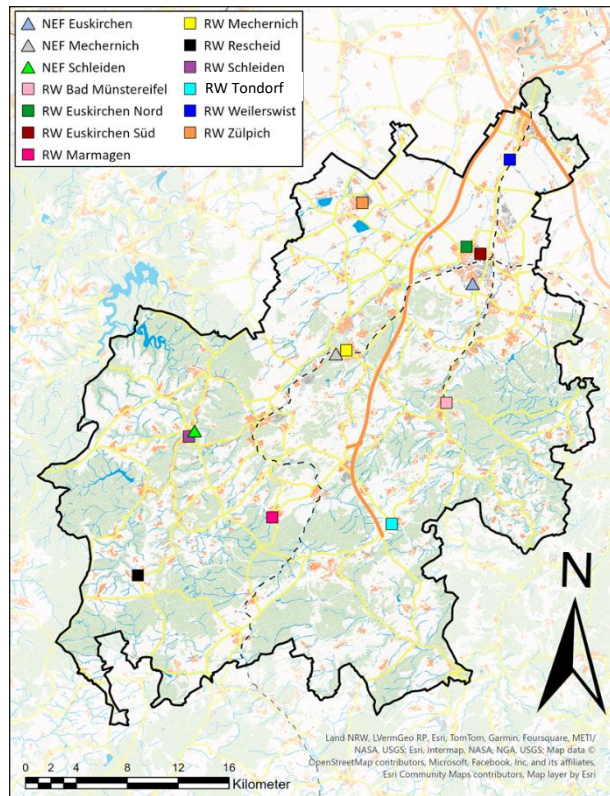 NEF Euskirchen
NEF Mechernich
NEF Schleiden
RW Bad Münstereifel
RW Euskirchen Nord
RW Euskirchen Süd
RW Marmagen
RW Mechernich
RW Rescheid
RW Schleiden
RW Tondorf
RW Weilerswist
RW Zülpich
N
Land NRW, LVermGeo RP, Esri, TomTom, Garmin, Foursquare, METI/
NASA, USGS; Esri, Intermap, NASA, NGA, USGS; Map data ©
OpenStreetMap contributors, Microsoft, Facebook, Inc. and its affiliates,
Esri Community Maps contributors, Map layer by Esri
0 2 4 8 12 16
Kilometer